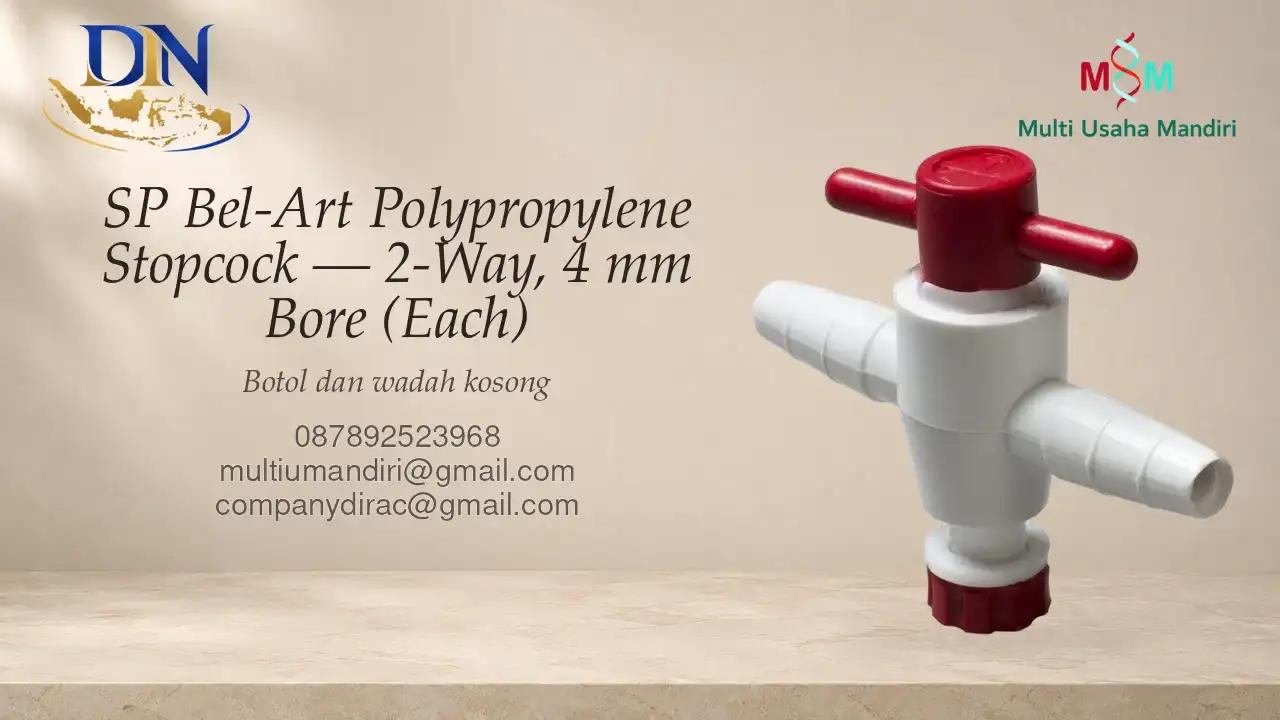 DN
MSM
Multi Usaha Mandiri
SP Bel-Art Polypropylene
Stopcock — 2-Way, 4 mm
Bore (Each)
Botol dan wadah kosong
087892523968
multiumandiri@gmail.com
companydirac@gmail.com